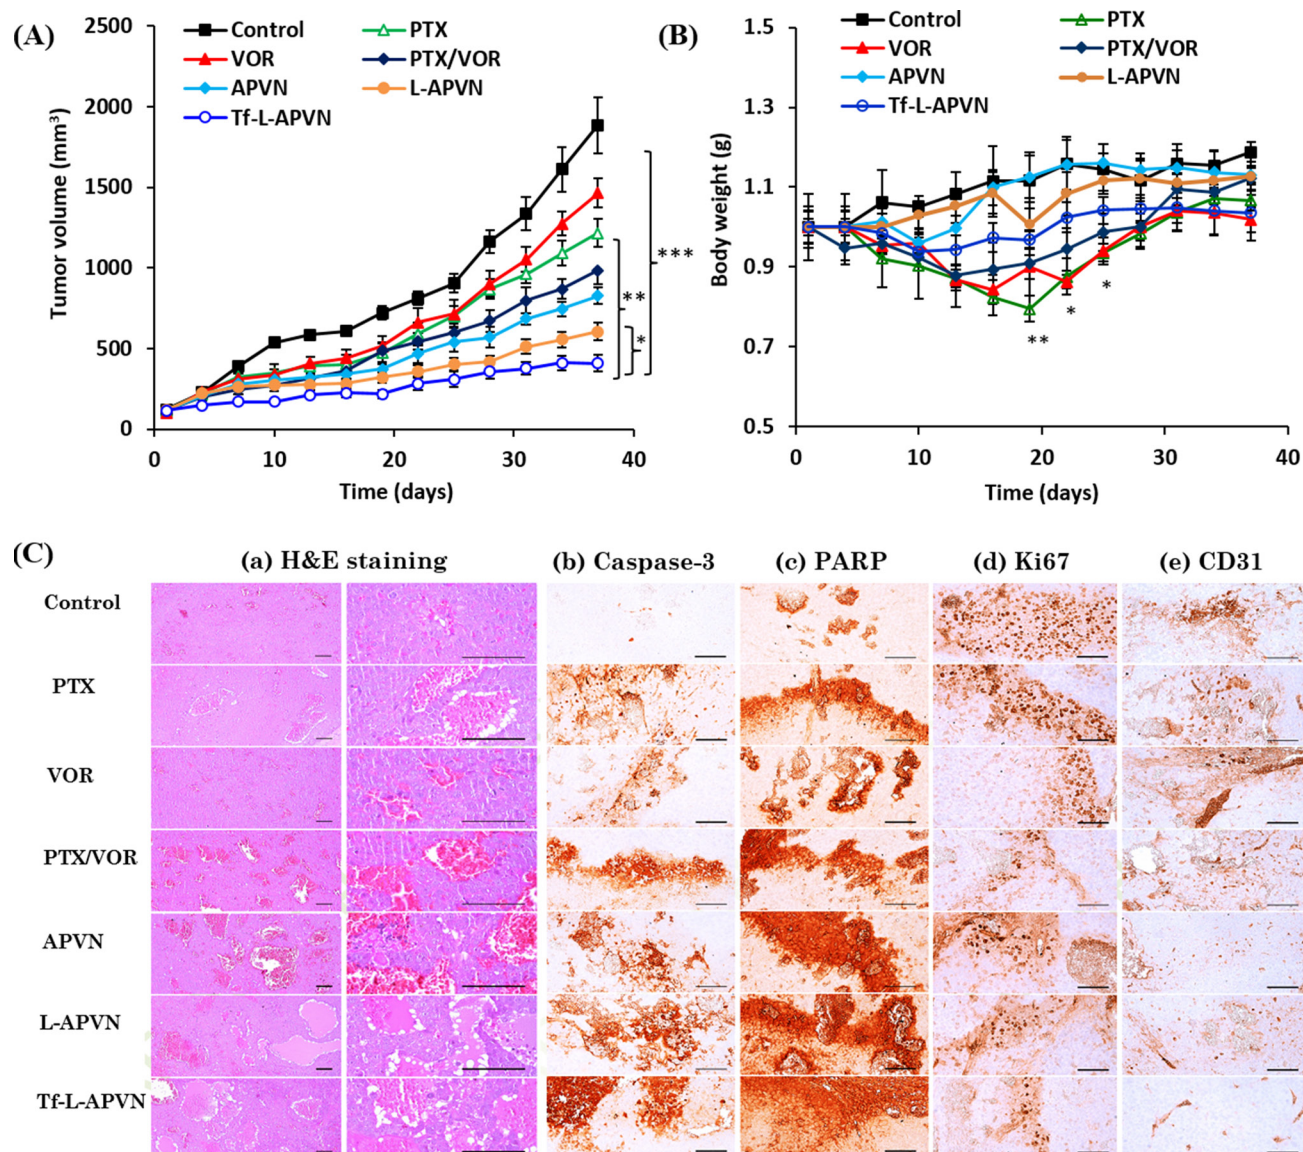 (A)
2500
2000
1500
1000
500
0
Tumor volume (mm³)
Control
PTX
VOR
PTX/VOR
APVN
L-APVN
Tf-L-APVN
***
**
*
0 10 20 30 40
Time (days)
(B)
1.5
1.3
1.1
0.9
0.7
0.5
Body weight (g)
Control
PTX
VOR
PTX/VOR
APVN
L-APVN
Tf-L-APVN
*
*
**
0 10 20 30 40
Time (days)
(C)
(a) H&E staining (b) Caspase-3 (c) PARP (d) Ki67 (e) CD31
Control
PTX
VOR
PTX/VOR
APVN
L-APVN
Tf-L-APVN